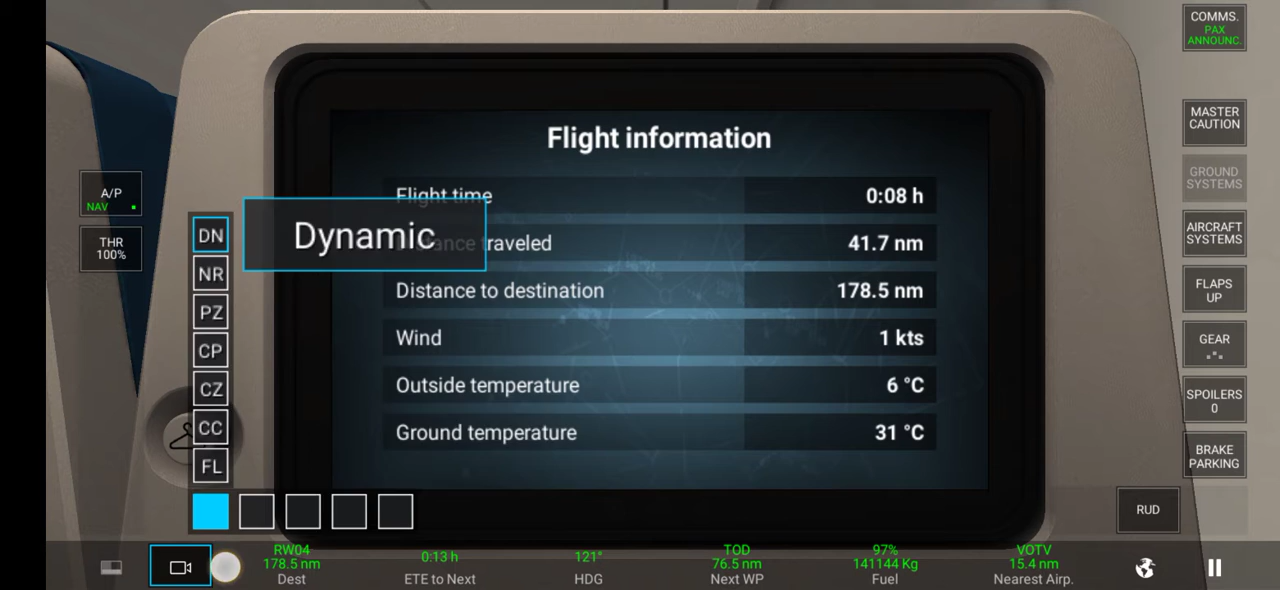 COMMS.
PAX
ANNOUNC.
Flight information
MASTER
CAUTION
Flight time 0:08 h
GROUND
SYSTEMS
A/P
NAV
Dynamic
traveled 41.7 nm
AIRCRAFT
SYSTEMS
THR
100%
DN
NR
PZ
CP
CZ
CC
FL
Distance to destination 178.5 nm
FLAPS
UP
Wind 1 kts
GEAR
Outside temperature 6 °C
SPOILERS
0
Ground temperature 31 °C
BRAKE
PARKING
RUD
RW04
178.5 nm
Dest
0:13 h
ETE to Next
121°
HDG
TOD
76.5 nm
Next WP
97%
141144 Kg
Fuel
VOTV
15.4 nm
Nearest Airp.